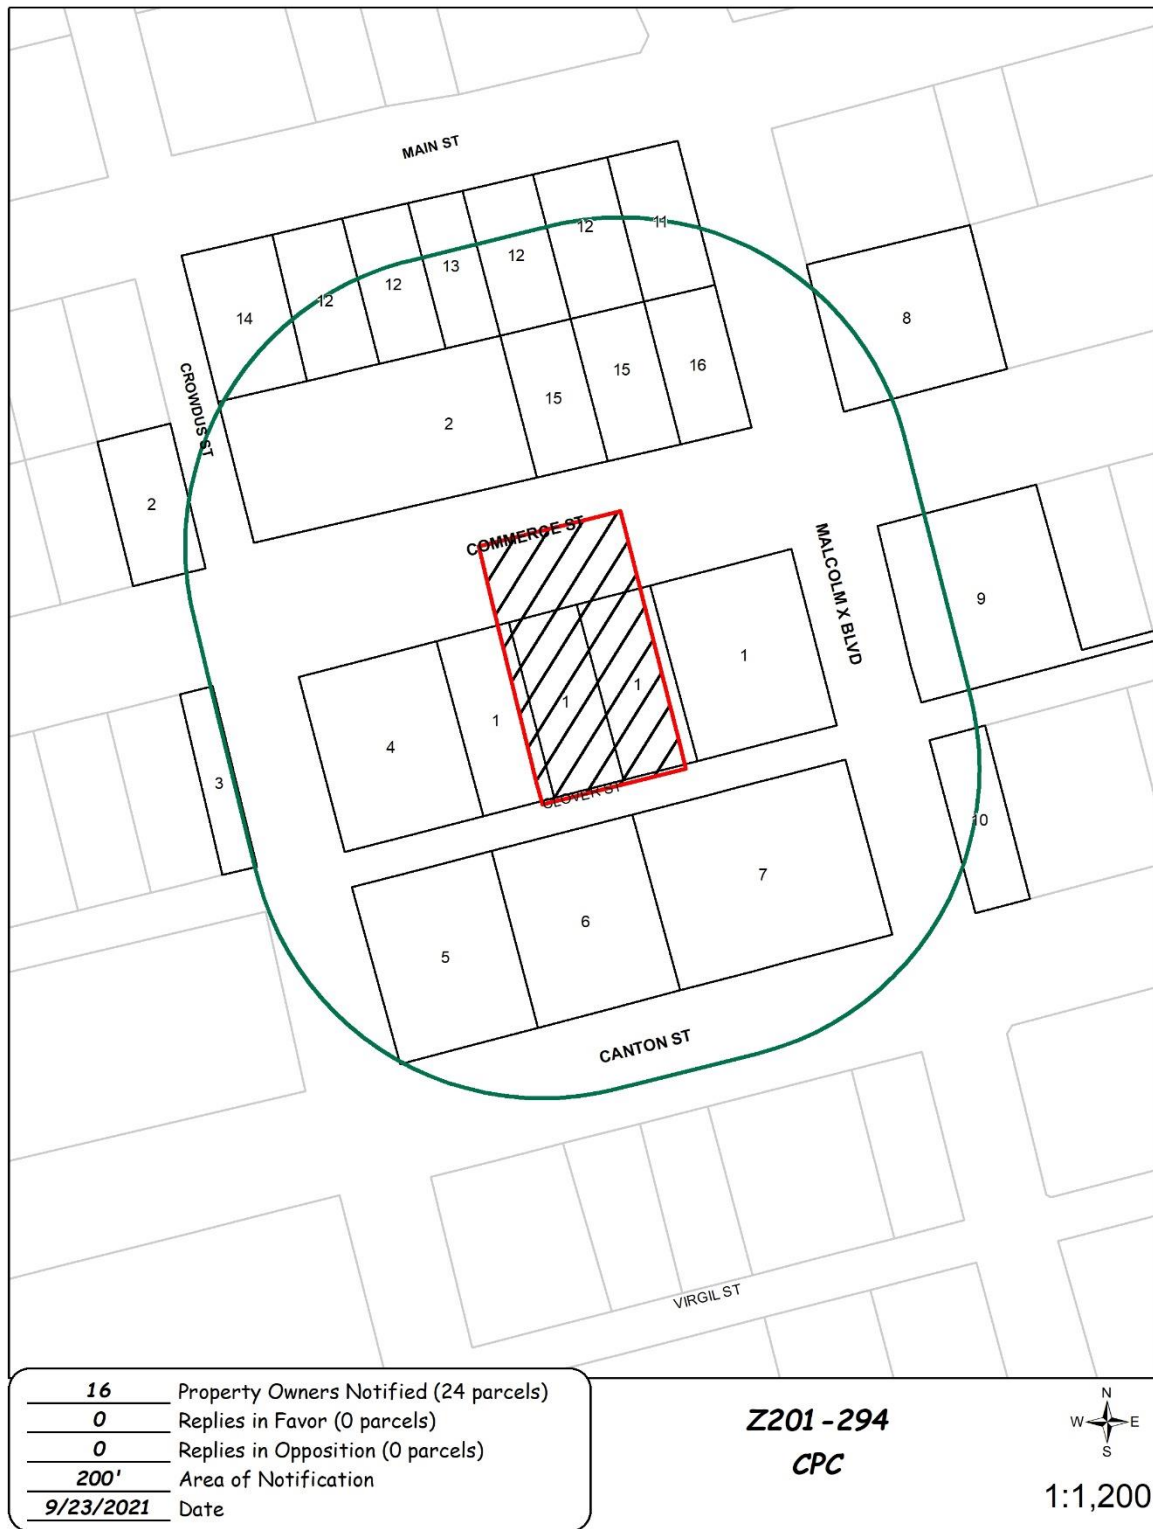 MAIN ST
11
12
12
13
12
12
14
8
CROWDUS ST
15
15
16
2
2
COMMERCE ST
MALCOLM X BLVD
9
1
1
1
1
4
3
CLOVER ST
10
7
6
5
CANTON ST
VIRGIL ST
16 Property Owners Notified (24 parcels)
0 Replies in Favor (0 parcels)
0 Replies in Opposition (0 parcels)
200' Area of Notification
9/23/2021 Date
Z201-294
CPC
N
W E
S
1:1,200